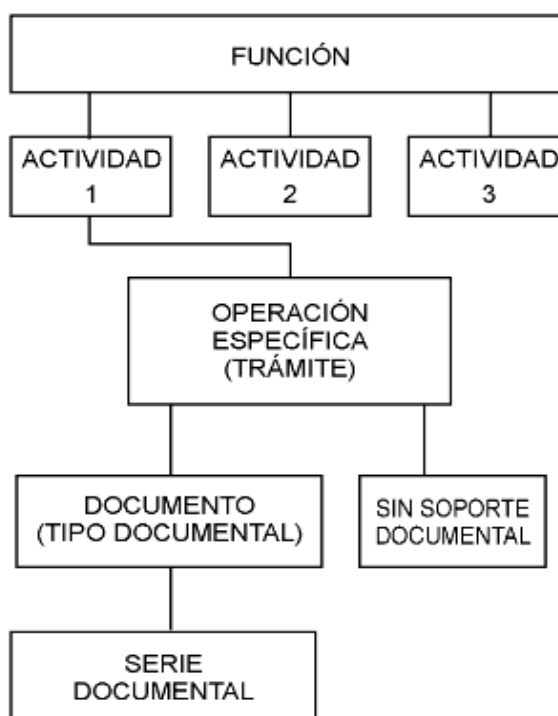 FUNCIÓN
ACTIVIDAD
1
ACTIVIDAD
2
ACTIVIDAD
3
OPERACIÓN
ESPECÍFICA
(TRÁMITE)
DOCUMENTO
(TIPO DOCUMENTAL)
SIN SOPORTE
DOCUMENTAL
SERIE
DOCUMENTAL